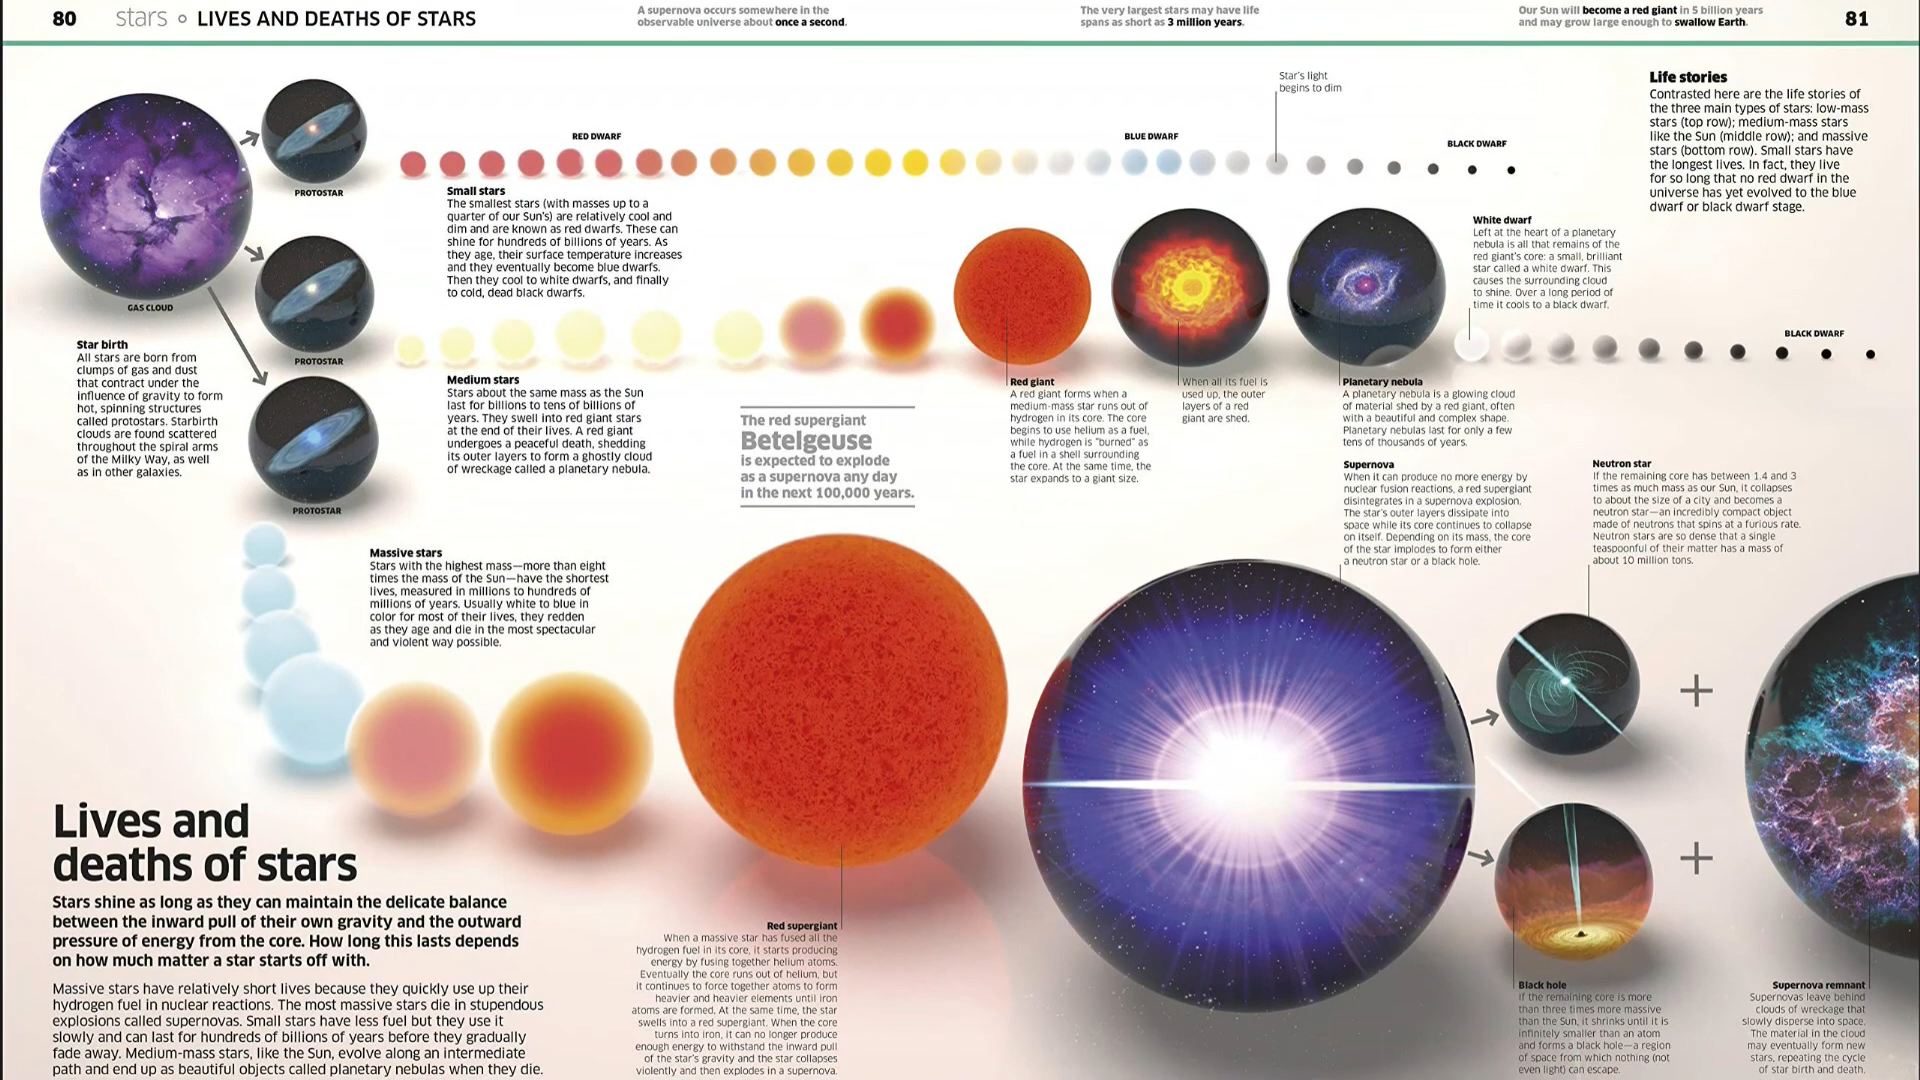 80 stars ○ LIVES AND DEATHS OF STARS
A supernova occurs somewhere in the
observable universe about once a second.
The very largest stars may have life
spans as short as 3 million years.
Our Sun will become a red giant in 5 billion years
and may grow large enough to swallow Earth.
81
PROTOSTAR
GAS CLOUD
PROTOSTAR
PROTOSTAR
RED DWARF
BLUE DWARF
Star's light
begins to dim
BLACK DWARF
Life stories
Contrasted here are the life stories of
the three main types of stars: low-mass
stars (top row); medium-mass stars
like the Sun (middle row); and massive
stars (bottom row). Small stars have
the longest lives. In fact, they live
for so long that no red dwarf in the
universe has yet evolved to the blue
dwarf or black dwarf stage.
Small stars
The smallest stars (with masses up to a
quarter of our Sun's) are relatively cool and
dim and are known as red dwarfs. These can
shine for hundreds of billions of years. As
they age, their surface temperature increases
and they eventually become blue dwarfs.
Then they cool to white dwarfs, and finally
to cold, dead black dwarfs.
White dwarf
Left at the heart of a planetary
nebula is all that remains of the
red giant's core: a small, brilliant
star called a white dwarf. This
causes the surrounding cloud
to shine. Over a long period of
time it cools to a black dwarf.
BLACK DWARF
Star birth
All stars are born from
clumps of gas and dust
that contract under the
influence of gravity to form
hot, spinning structures
called protostars. Starbirth
clouds are found scattered
throughout the spiral arms
of the Milky Way, as well
as in other galaxies.
Medium stars
Stars about the same mass as the Sun
last for billions to tens of billions of
years. They swell into red giant stars
at the end of their lives. A red giant
undergoes a peaceful death, shedding
its outer layers to form a ghostly cloud
of wreckage called a planetary nebula.
The red supergiant
Betelgeuse
is expected to explode
as a supernova any day
in the next 100,000 years.
Red giant
A red giant forms when a
medium-mass star runs out of
hydrogen in its core. The core
begins to use helium as a fuel,
while hydrogen is "burned" as
a fuel in a shell surrounding
the core. At the same time, the
star expands to a giant size.
When all its fuel is
used up, the outer
layers of a red
giant are shed.
Planetary nebula
A planetary nebula is a glowing cloud
of material shed by a red giant, often
with a beautiful and complex shape.
Planetary nebulas last for only a few
tens of thousands of years.
Supernova
When it can produce no more energy by
nuclear fusion reactions, a red supergiant
disintegrates in a supernova explosion.
The star's outer layers dissipate into
space while its core continues to collapse
on itself. Depending on its mass, the core
of the star implodes to form either
a neutron star or a black hole.
Neutron star
If the remaining core has between 1.4 and 3
times as much mass as our Sun, it collapses
to about the size of a city and becomes a
neutron star—an incredibly compact object
made of neutrons that spins at a furious rate.
Neutron stars are so dense that a single
teaspoonful of their matter has a mass of
about 10 million tons.
Massive stars
Stars with the highest mass—more than eight
times the mass of the Sun—have the shortest
lives, measured in millions to hundreds of
millions of years. Usually white to blue in
color for most of their lives, they redden
as they age and die in the most spectacular
and violent way possible.
Lives and
deaths of stars
Stars shine as long as they can maintain the delicate balance
between the inward pull of their own gravity and the outward
pressure of energy from the core. How long this lasts depends
on how much matter a star starts off with.
Massive stars have relatively short lives because they quickly use up their
hydrogen fuel in nuclear reactions. The most massive stars die in stupendous
explosions called supernovas. Small stars have less fuel but they use it
slowly and can last for hundreds of billions of years before they gradually
fade away. Medium-mass stars, like the Sun, evolve along an intermediate
path and end up as beautiful objects called planetary nebulas when they die.
Red supergiant
When a massive star has fused all the
hydrogen fuel in its core, it starts producing
energy by fusing together helium atoms.
Eventually the core runs out of helium, but
it continues to force together atoms to form
heavier and heavier elements until iron
atoms are formed. At the same time, the star
swells into a red supergiant. When the core
turns into iron, it can no longer produce
enough energy to withstand the inward pull
of the star's gravity and the star collapses
violently and then explodes in a supernova.
Black hole
If the remaining core is more
than three times more massive
than the Sun, it shrinks until it is
infinitely smaller than an atom
and forms a black hole—a region
of space from which nothing (not
even light) can escape.
Supernova remnant
Supernovas leave behind
clouds of wreckage that
slowly disperse into space.
The material in the cloud
may eventually form new
stars, repeating the cycle
of star birth and death.